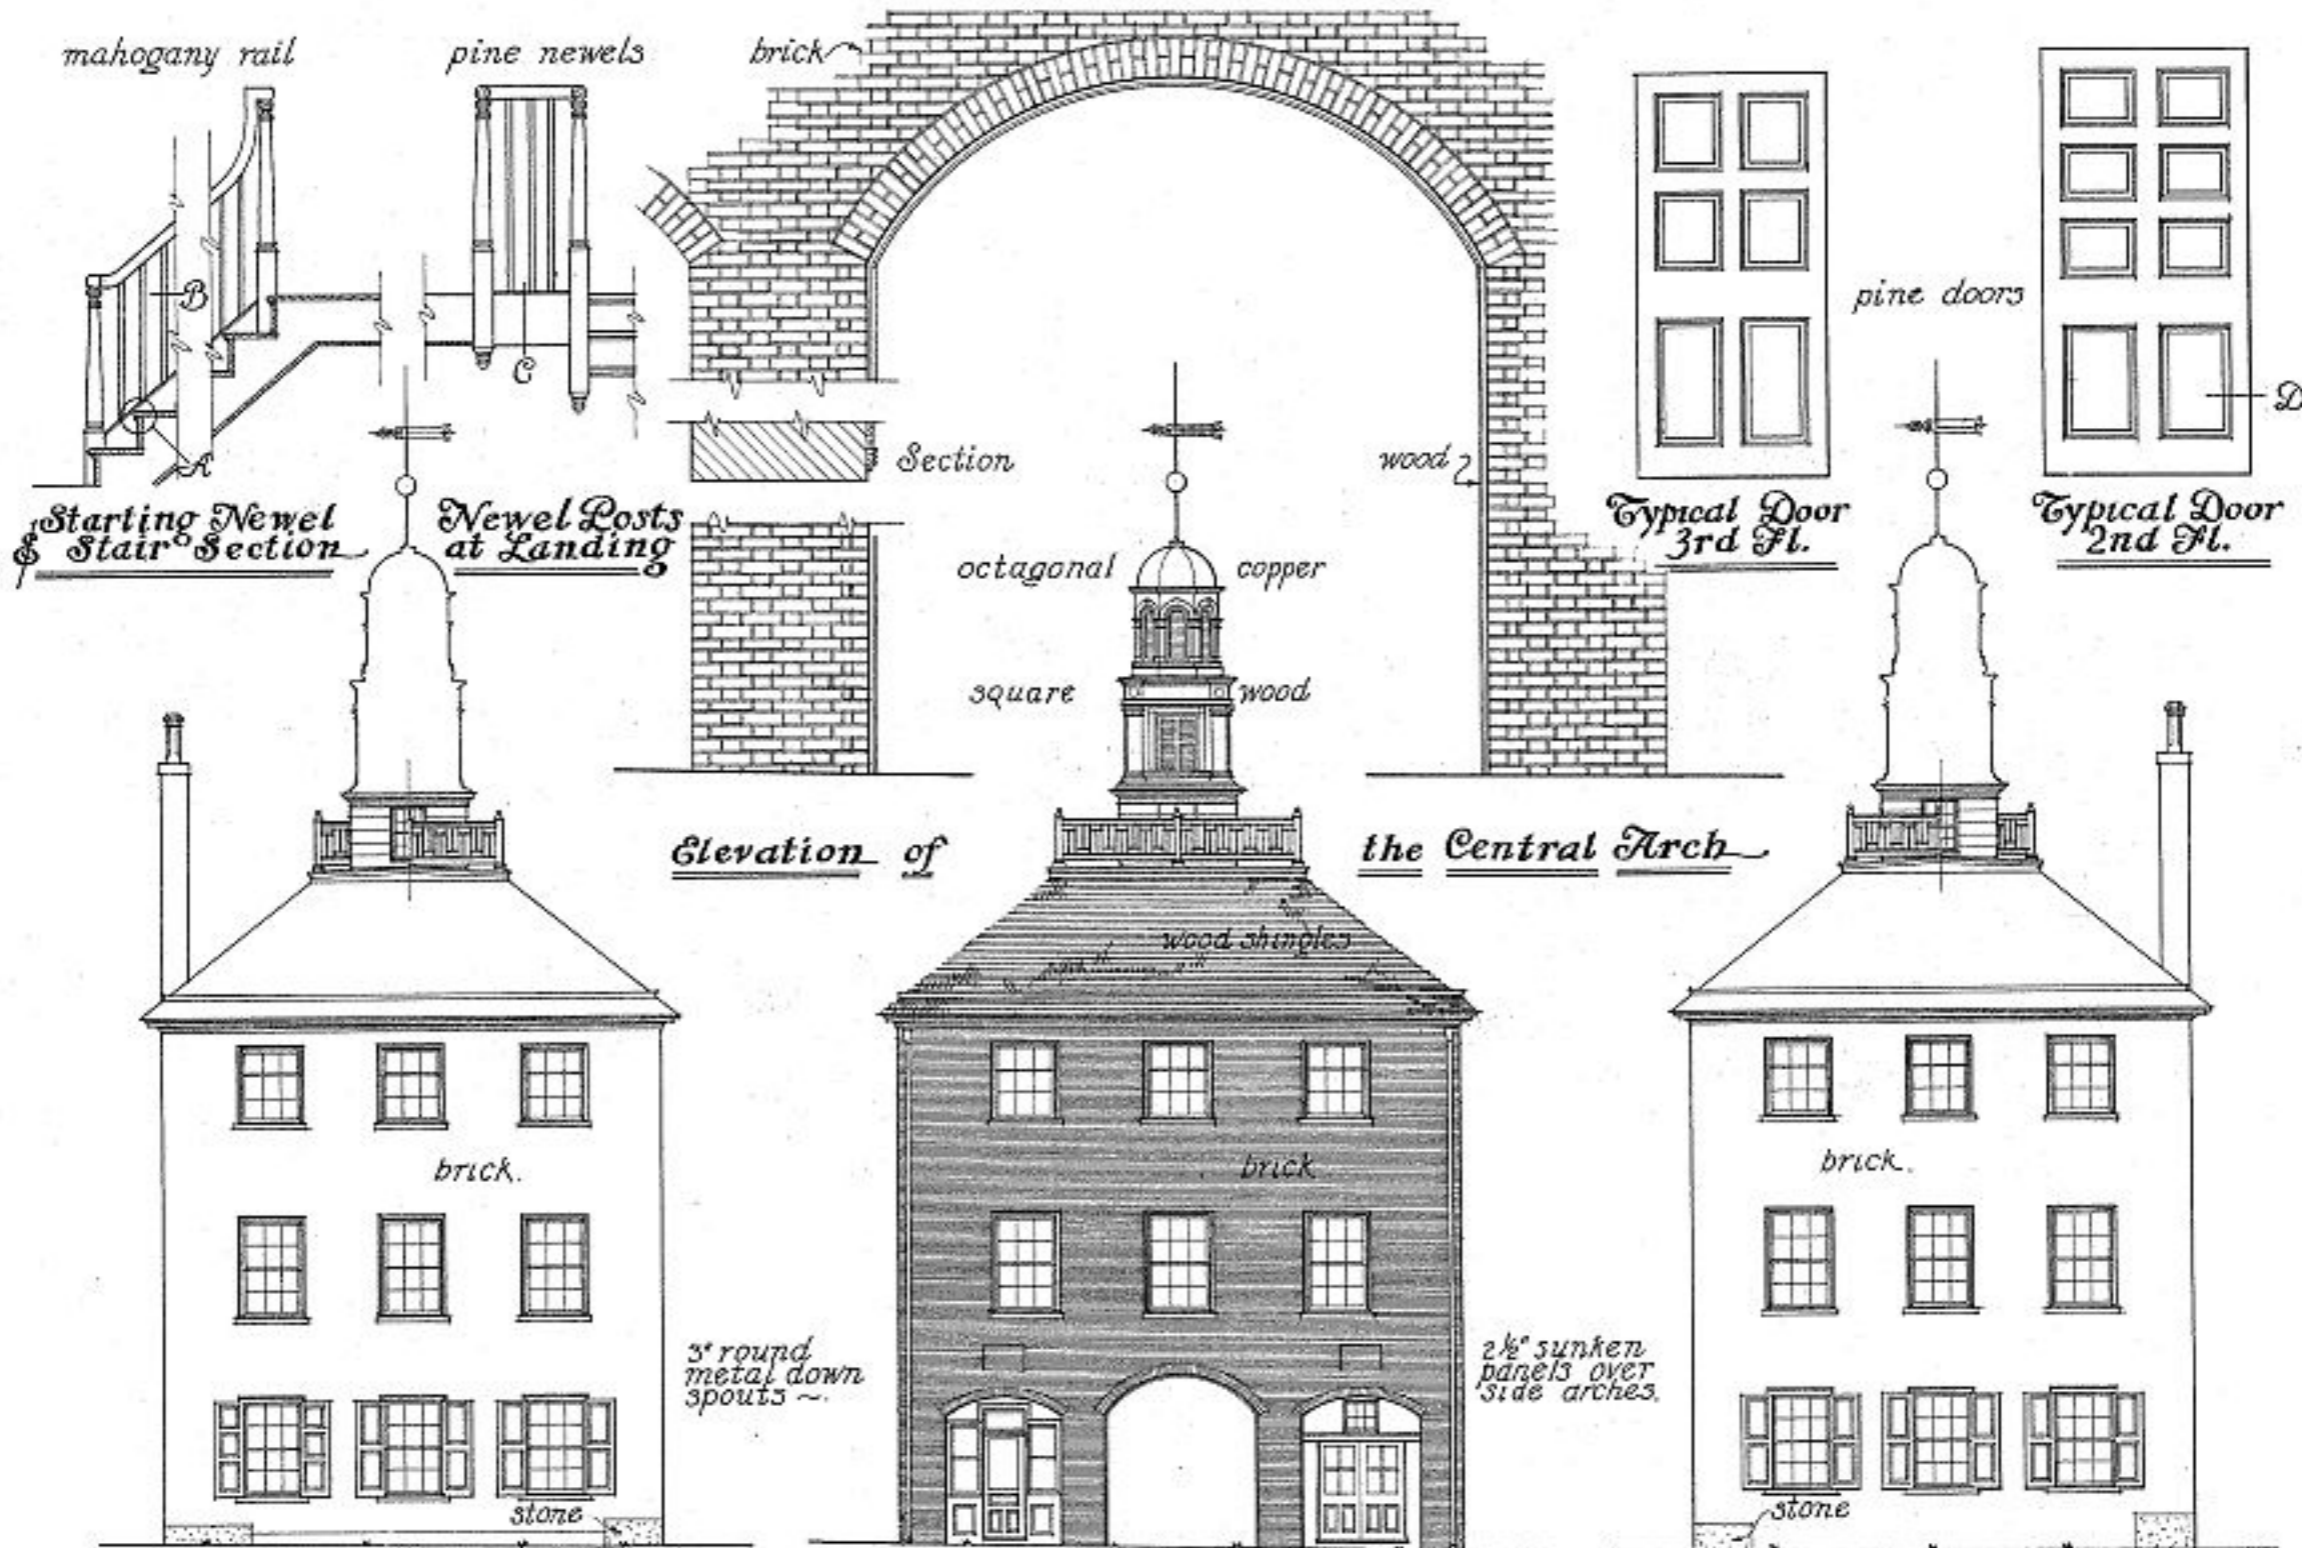 mahogany rail
pine newels
brick
B
C
A
pine doors
D
Section
wood
Starting Newel
& Stair Section
Newel Posts
at Landing
Typical Door
3rd Fl.
Typical Door
2nd Fl.
octagonal copper
square wood
Elevation of the Central Arch
wood shingles
brick.
brick
brick.
3" round
metal down
spouts ~.
2½" sunken
panels over
side arches.
stone
stone